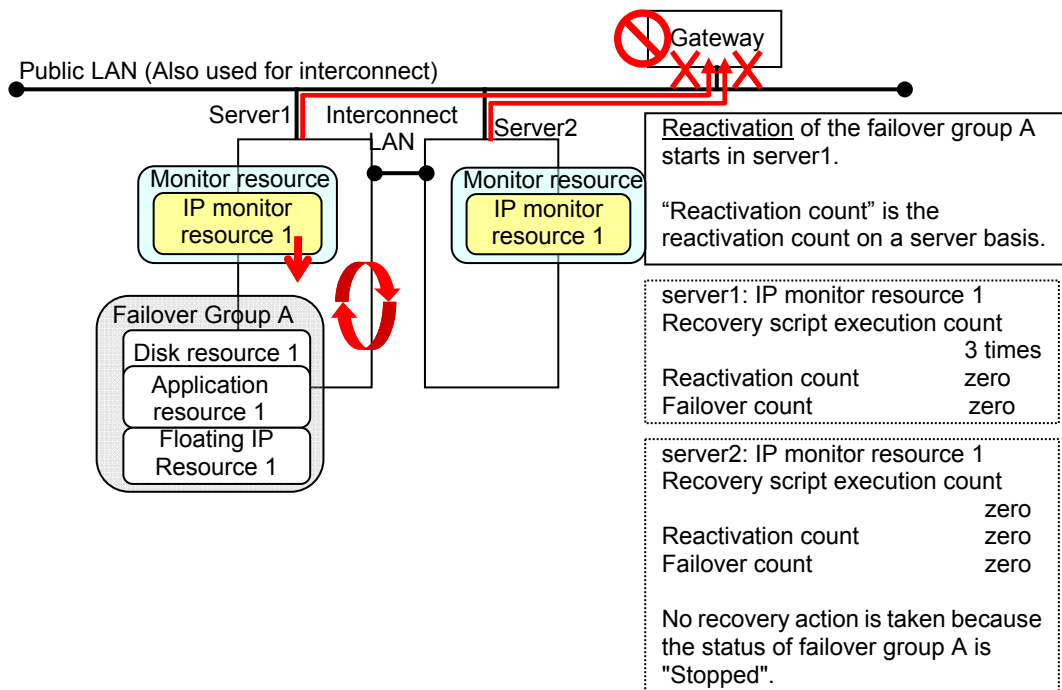 Gateway
Public LAN (Also used for interconnect)
Server1
Interconnect
LAN
Server2
Monitor resource
IP monitor
resource 1
Monitor resource
IP monitor
resource 1
Failover Group A
Disk resource 1
Application
resource 1
Floating IP
Resource 1
Reactivation of the failover group A
starts in server1.
“Reactivation count” is the
reactivation count on a server basis.
server1: IP monitor resource 1
Recovery script execution count
3 times
Reactivation count zero
Failover count zero
server2: IP monitor resource 1
Recovery script execution count
zero
Reactivation count zero
Failover count zero
No recovery action is taken because
the status of failover group A is
"Stopped".